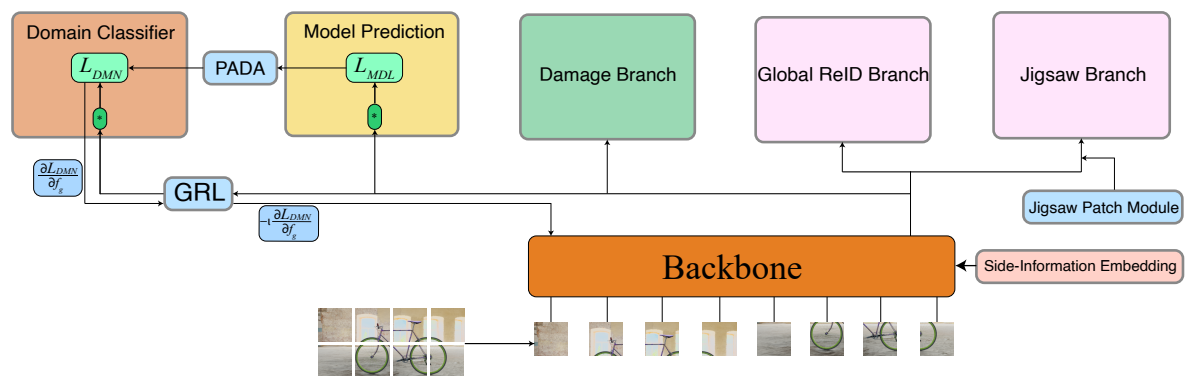 Domain Classifier
Model Prediction
Damage Branch
Global ReID Branch
Jigsaw Branch
L_DMN
PADA
L_MDL
*
*
∂L_DMN
∂f_g
GRL
−ι ∂L_DMN
∂f_g
Jigsaw Patch Module
Backbone
Side-Information Embedding